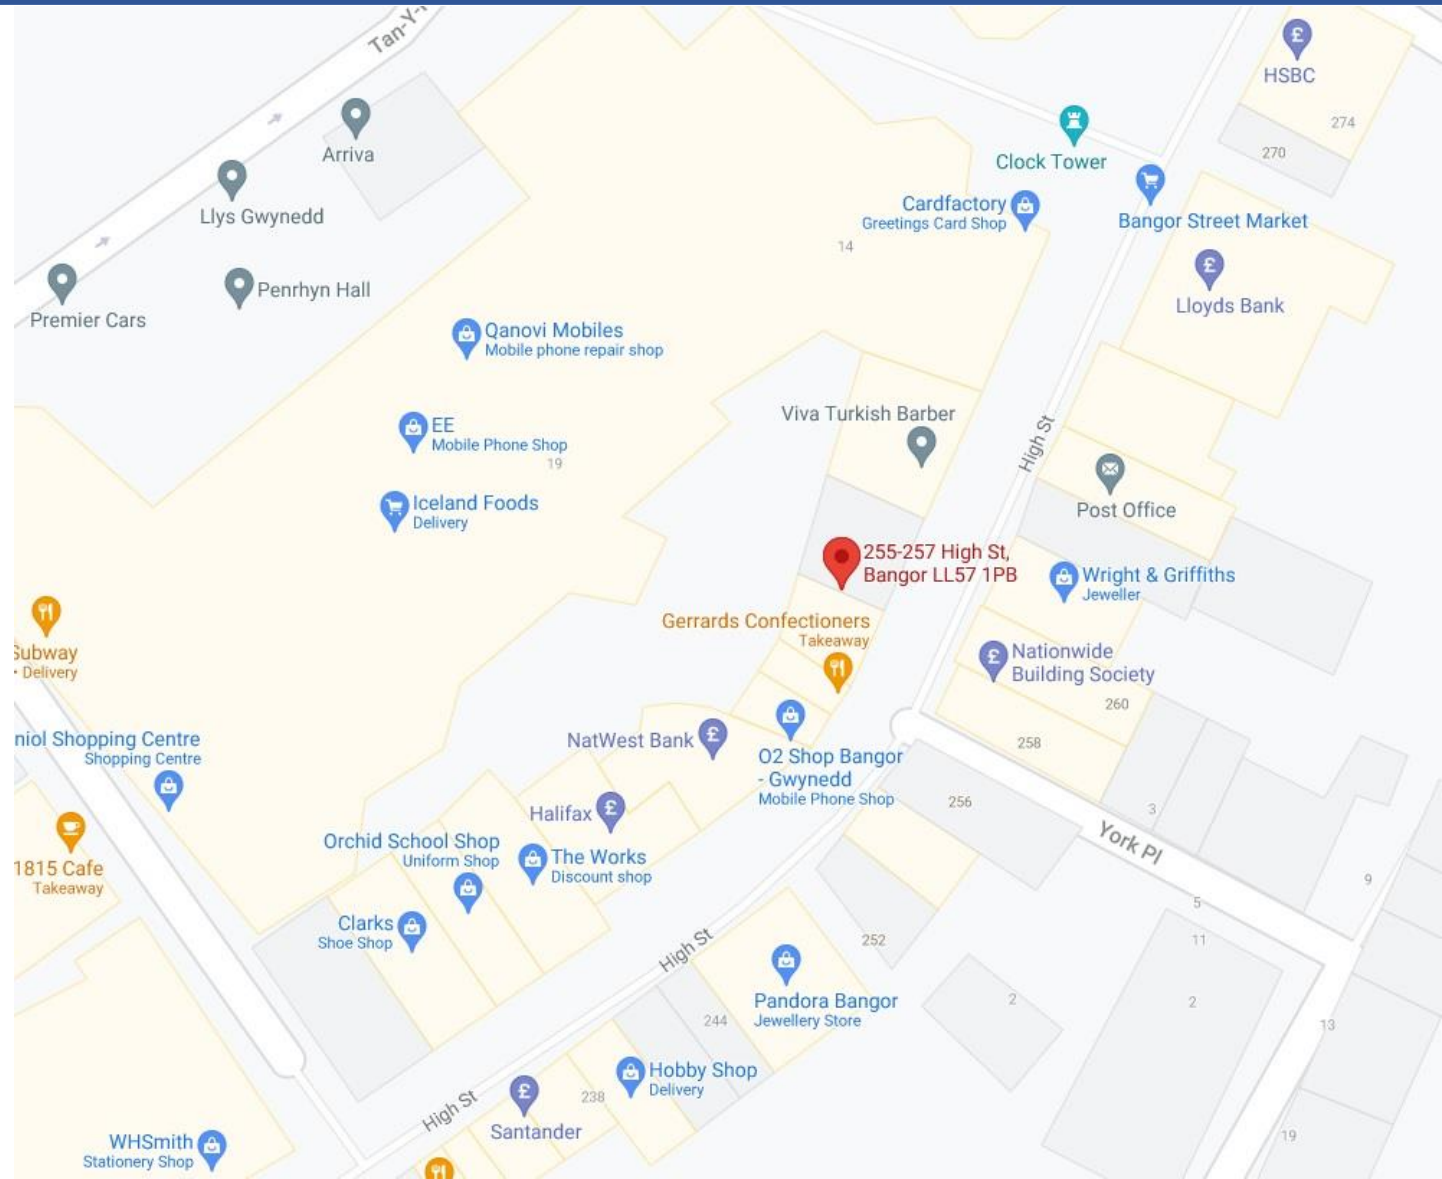 Tan-Y-
HSBC
274
270
Arriva
Clock Tower
Llys Gwynedd
Cardfactory
Greetings Card Shop
Bangor Street Market
14
Penrhyn Hall
Lloyds Bank
Premier Cars
Qanovi Mobiles
Mobile phone repair shop
Viva Turkish Barber
EE
Mobile Phone Shop
19
High St
Iceland Foods
Delivery
Post Office
255-257 High St,
Bangor LL57 1PB
Wright & Griffiths
Jeweller
Gerrards Confectioners
Takeaway
Subway
• Delivery
Nationwide
Building Society
260
258
niol Shopping Centre
Shopping Centre
NatWest Bank
O2 Shop Bangor
- Gwynedd
Mobile Phone Shop
256
3
York Pl
Halifax
Orchid School Shop
Uniform Shop
The Works
Discount shop
1815 Cafe
Takeaway
9
5
Clarks
Shoe Shop
High St
252
11
Pandora Bangor
Jewellery Store
2
2
244
13
Hobby Shop
Delivery
238
High St
Santander
WHSmith
Stationery Shop
19